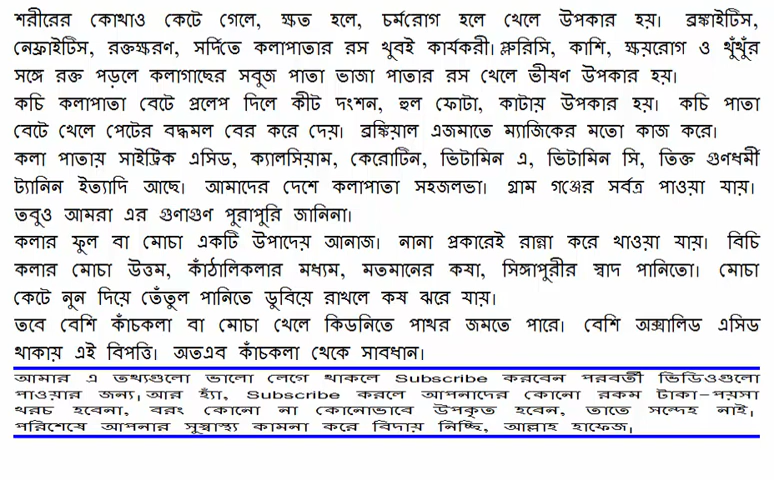 শরীরের কোথাও কেটে গেলে, ক্ষত হলে, চর্মরোগ হলে খেলে উপকার হয়। ব্রঙ্কাইটিস,
নেফ্রাইটিস, রক্তক্ষরণ, সর্দিতে কলাপাতার রস খুবই কার্যকরী। প্লুরিসি, কাশি, ক্ষয়রোগ ও থুঁথুঁর
সঙ্গে রক্ত পড়লে কলাগাছের সবুজ পাতা ভাজা পাতার রস খেলে ভীষণ উপকার হয়।
কচি কলাপাতা বেটে প্রলেপ দিলে কীট দংশন, হুল ফোটা, কাটায় উপকার হয়। কচি পাতা
বেটে খেলে পেটের বদ্ধমল বের করে দেয়। ব্রঙ্কিয়াল এজমাতে ম্যাজিকের মতো কাজ করে।
কলা পাতায় সাইট্রিক এসিড, ক্যালসিয়াম, কেরোটিন, ভিটামিন এ, ভিটামিন সি, তিক্ত গুণধর্মী
ট্যানিন ইত্যাদি আছে। আমাদের দেশে কলাপাতা সহজলভ্য। গ্রাম গঞ্জের সর্বত্র পাওয়া যায়।
তবুও আমরা এর গুণাগুণ পুরাপুরি জানিনা।
কলার ফুল বা মোচা একটি উপাদেয় আনাজ। নানা প্রকারেই রান্না করে খাওয়া যায়। বিচি
কলার মোচা উত্তম, কাঁঠালিকলার মধ্যম, মতমানের কষা, সিঙ্গাপুরীর স্বাদ পানিতো। মোচা
কেটে নুন দিয়ে তেঁতুল পানিতে ডুবিয়ে রাখলে কষ ঝরে যায়।
তবে বেশি কাঁচকলা বা মোচা খেলে কিডনিতে পাথর জমতে পারে। বেশি অক্সালিড এসিড
থাকায় এই বিপত্তি। অতএব কাঁচকলা থেকে সাবধান।
আমার এ তথ্যগুলো ভালো লেগে থাকলে Subscribe করবেন পরবর্তী ভিডিওগুলো
পাওয়ার জন্য। আর হ্যাঁ, Subscribe করলে আপনাদের কোনো রকম টাকা-পয়সা
খরচ হবেনা, বরং কোনো না কোনোভাবে উপকৃত হবেন, তাতে সন্দেহ নাই।
পরিশেষে আপনার সুস্বাস্থ্য কামনা করে বিদায় নিচ্ছি, আল্লাহ হাফেজ।